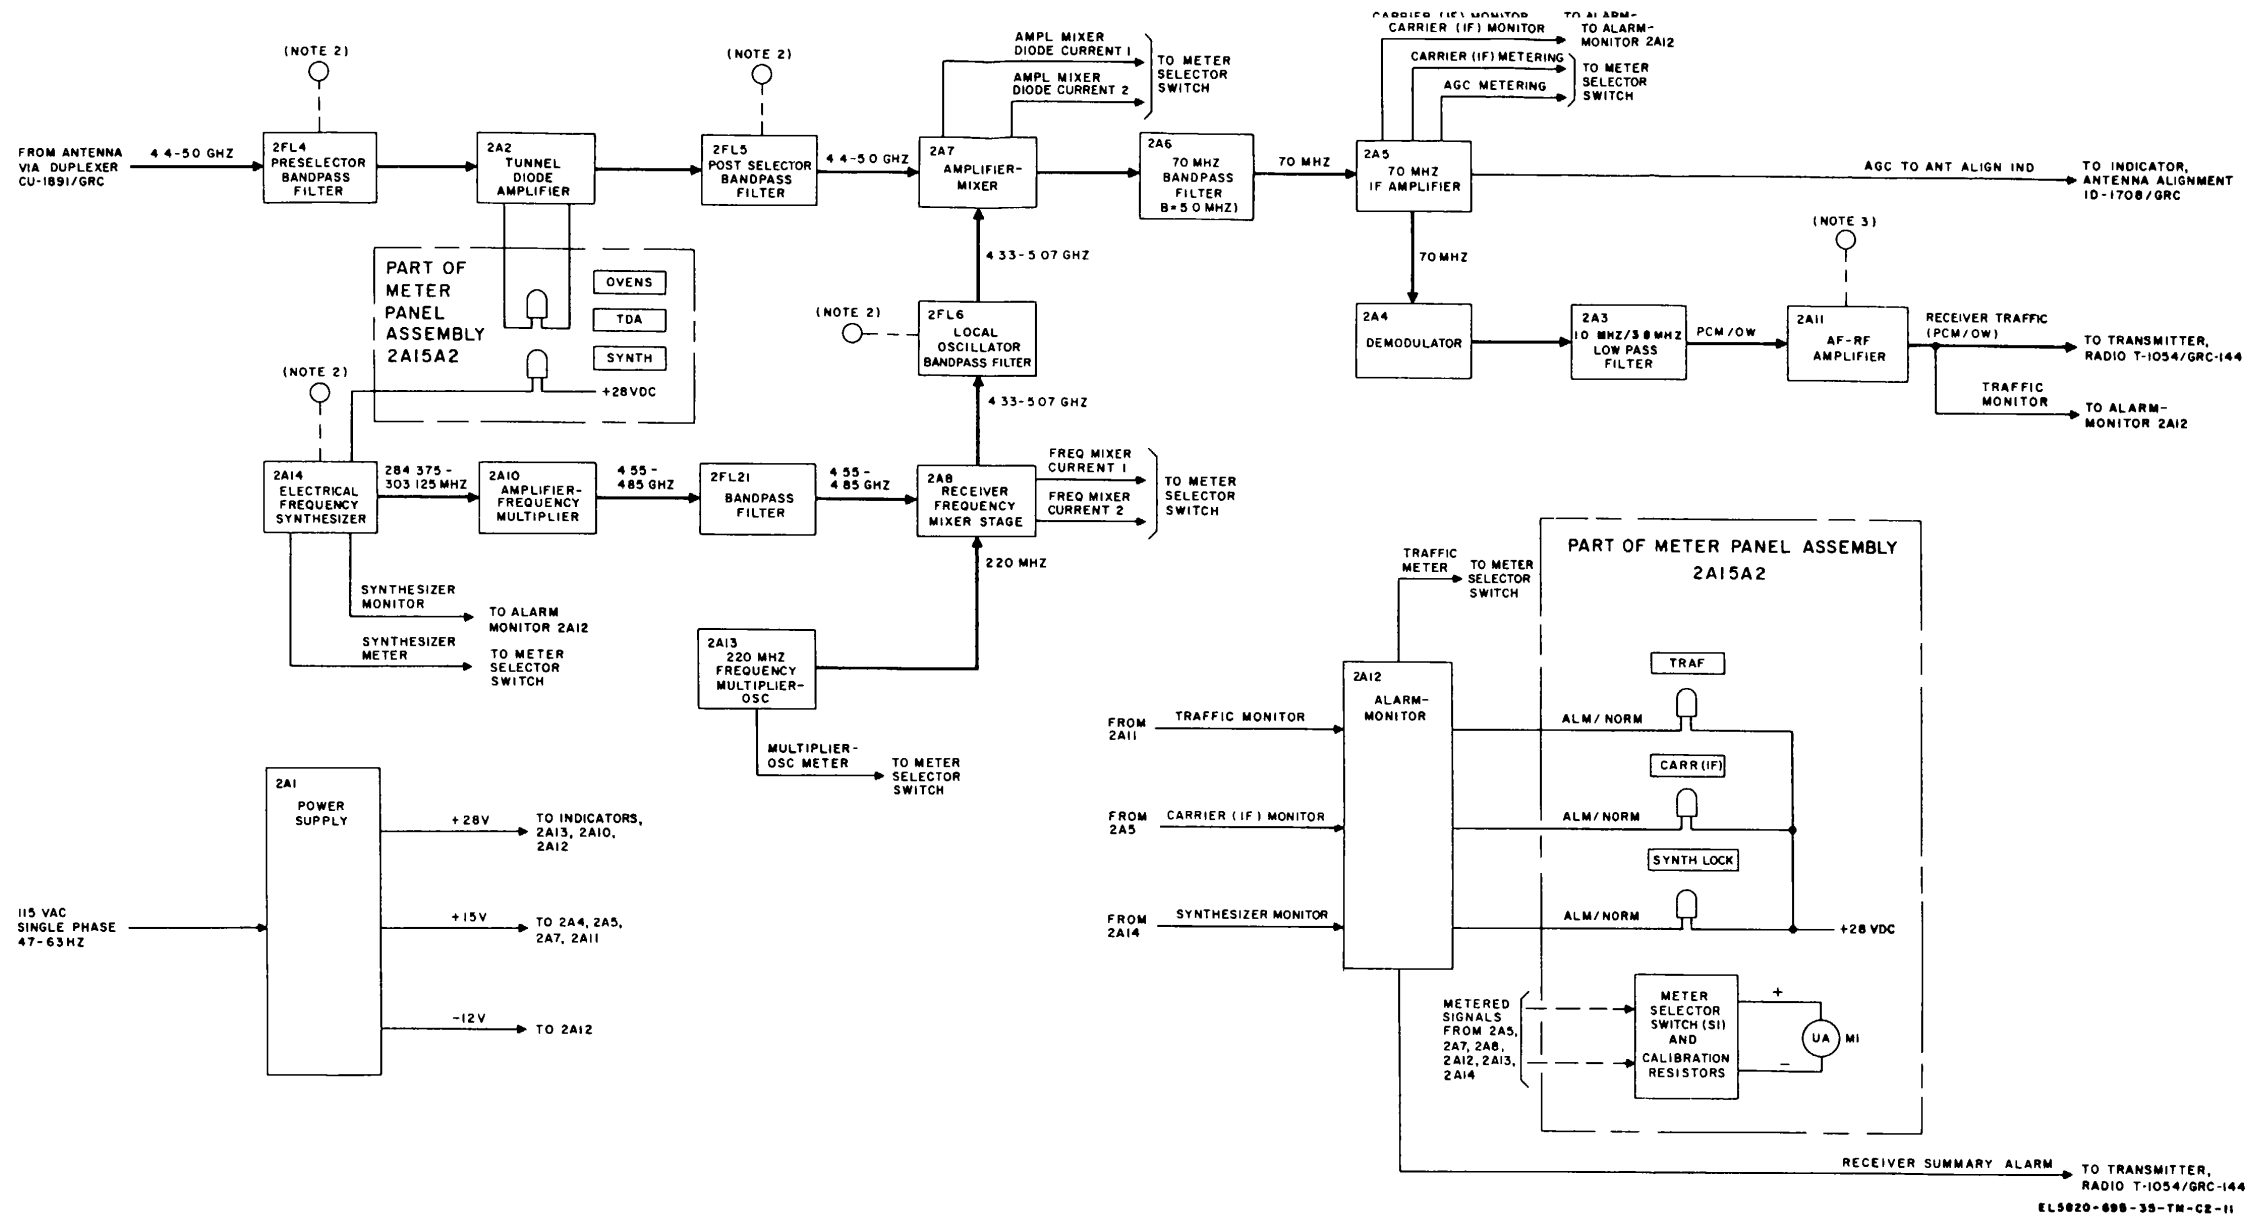 CARRIER (IF) MONITOR
TO ALARM-
CARRIER (IF) MONITOR
TO ALARM-
MONITOR 2A12
CARRIER (IF) METERING
AGC METERING
TO METER
SELECTOR
SWITCH
AMPL MIXER
DIODE CURRENT 1
AMPL MIXER
DIODE CURRENT 2
TO METER
SELECTOR
SWITCH
(NOTE 2)
(NOTE 2)
FROM ANTENNA
VIA DUPLEXER
CU-1891/GRC
4 4-5 0 GHZ
2FL4
PRESELECTOR
BANDPASS
FILTER
2A2
TUNNEL
DIODE
AMPLIFIER
2FL5
POST SELECTOR
BANDPASS
FILTER
4 4-5 0 GHZ
2A7
AMPLIFIER-
MIXER
2A6
70 MHZ
BANDPASS
FILTER
B=5 0 MHZ)
70 MHZ
2A5
70 MHZ
IF AMPLIFIER
AGC TO ANT ALIGN IND
TO INDICATOR,
ANTENNA ALIGNMENT
ID-1708/GRC
PART OF
METER
PANEL
ASSEMBLY
2A15A2
OVENS
TDA
SYNTH
+28VDC
4 33-5 07 GHZ
(NOTE 2)
2FL6
LOCAL
OSCILLATOR
BANDPASS FILTER
4 33-5 07 GHZ
70 MHZ
2A4
DEMODULATOR
2A3
10 MHZ/3 8 MHZ
LOW PASS
FILTER
PCM/OW
(NOTE 3)
2A11
AF-RF
AMPLIFIER
RECEIVER TRAFFIC
(PCM/OW)
TO TRANSMITTER,
RADIO T-1054/GRC-144
TRAFFIC
MONITOR
TO ALARM-
MONITOR 2A12
(NOTE 2)
2A14
ELECTRICAL
FREQUENCY
SYNTHESIZER
284 375-
303 125 MHZ
2A10
AMPLIFIER-
FREQUENCY
MULTIPLIER
4 55-
4 85 GHZ
2FL21
BANDPASS
FILTER
4 55-
4 85 GHZ
2A8
RECEIVER
FREQUENCY
MIXER STAGE
FREQ MIXER
CURRENT 1
FREQ MIXER
CURRENT 2
TO METER
SELECTOR
SWITCH
220 MHZ
SYNTHESIZER
MONITOR
TO ALARM
MONITOR 2A12
SYNTHESIZER
METER
TO METER
SELECTOR
SWITCH
2A13
220 MHZ
FREQUENCY
MULTIPLIER-
OSC
MULTIPLIER-
OSC METER
TO METER
SELECTOR
SWITCH
TRAFFIC
METER
TO METER
SELECTOR
SWITCH
PART OF METER PANEL ASSEMBLY
2A15A2
2A12
ALARM-
MONITOR
FROM
2A11
TRAFFIC MONITOR
ALM/NORM
TRAF
FROM
2A5
CARRIER (IF) MONITOR
ALM/NORM
CARR (IF)
FROM
2A14
SYNTHESIZER MONITOR
ALM/NORM
SYNTH LOCK
+28 VDC
2A1
POWER
SUPPLY
115 VAC
SINGLE PHASE
47-63HZ
+28V
TO INDICATORS,
2A13, 2A10,
2A12
+15V
TO 2A4, 2A5,
2A7, 2A11
-12V
TO 2A12
METERED
SIGNALS
FROM 2A5,
2A7, 2A8,
2A12, 2A13,
2A14
METER
SELECTOR
SWITCH (S1)
AND
CALIBRATION
RESISTORS
+
-
UA
M1
RECEIVER SUMMARY ALARM
TO TRANSMITTER,
RADIO T-1054/GRC-144
EL5820-695-35-TM-C2-11